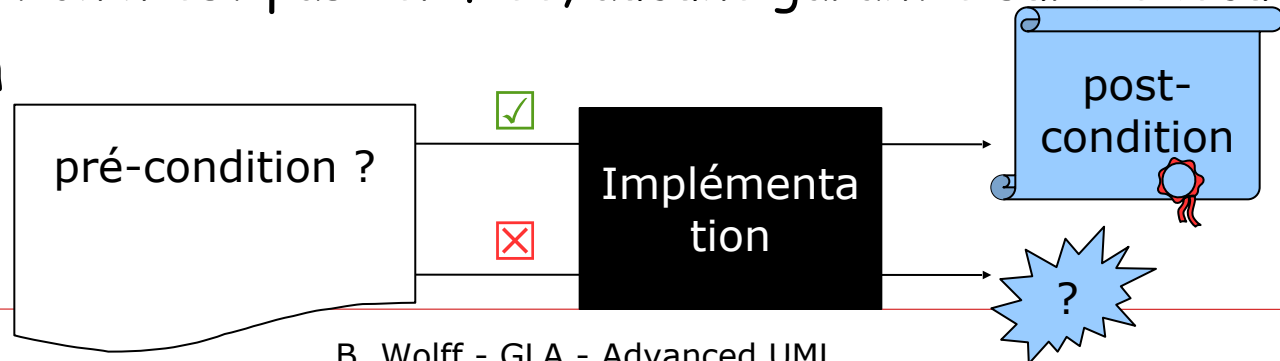 pré-condition ?
Implémenta
tion
post-
condition
?
B. Wolff - GLA - Advanced UML